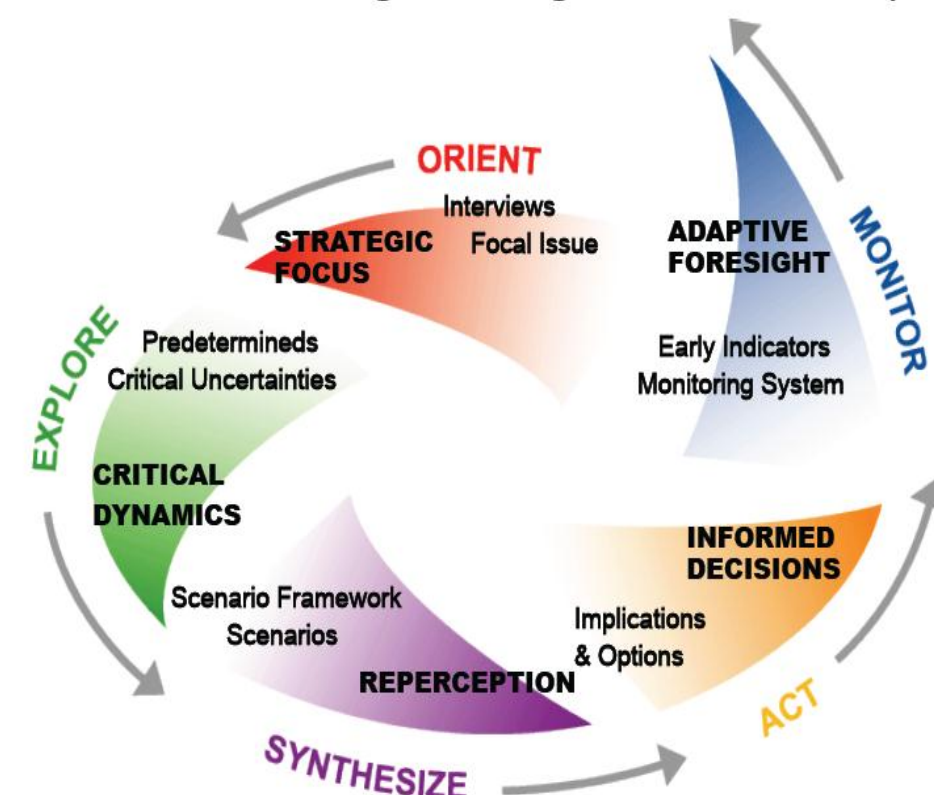 ORIENT
Interviews
Focal Issue
STRATEGIC
FOCUS
EXPLORE
Predetermineds
Critical Uncertainties
CRITICAL
DYNAMICS
Scenario Framework
Scenarios
REPERCEPTION
SYNTHESIZE
INFORMED
DECISIONS
Implications
& Options
ACT
ADAPTIVE
FORESIGHT
Early Indicators
Monitoring System
MONITOR